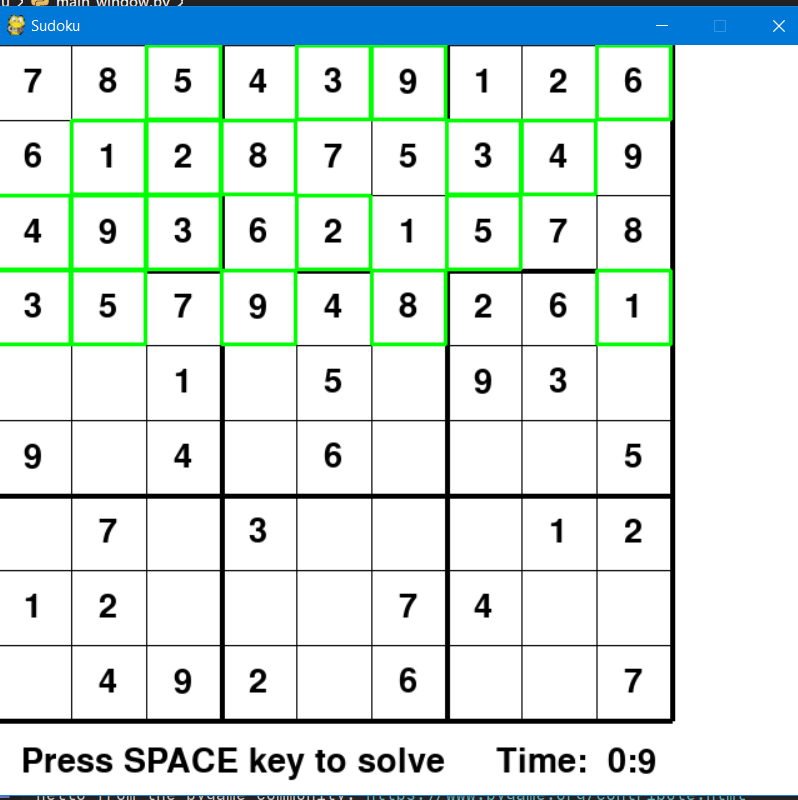 main_window.py 2
Sudoku
7 8 5 4 3 9 1 2 6
6 1 2 8 7 5 3 4 9
4 9 3 6 2 1 5 7 8
3 5 7 9 4 8 2 6 1
1 5 9 3
9 4 6 5
7 3 1 2
1 2 7 4
4 9 2 6 7
Press SPACE key to solve Time: 0:9
hello from the pygame community. https://www.pygame.org/contribute.html